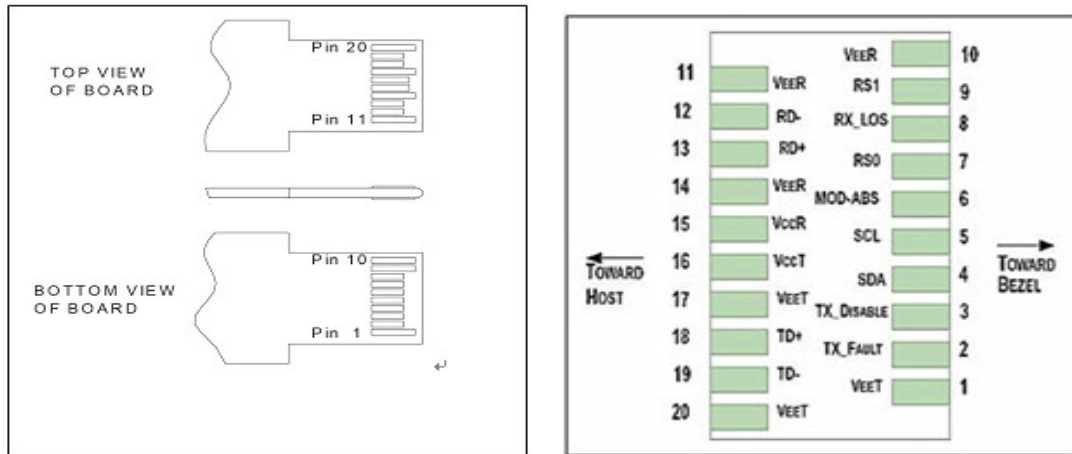 Pin 20
TOP VIEW
OF BOARD
Pin 11
Pin 10
BOTTOM VIEW
OF BOARD
Pin 1
VEER 10
11 VEER
RS1 9
12 RD-
RX_LOS 8
13 RD+
RS0 7
14 VEER
MOD-ABS 6
15 VCCR
SCL 5
16 VCCT
TOWARD
HOST
SDA 4
TOWARD
BEZEL
17 VEET
TX_DISABLE 3
18 TD+
TX_FAULT 2
19 TD-
VEET 1
20 VEET